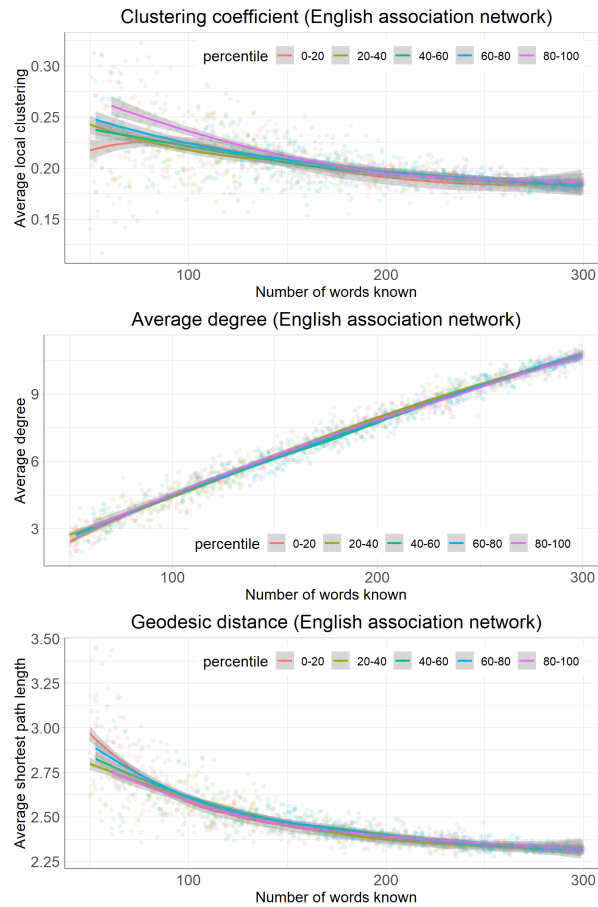 Clustering coefficient (English association network)
percentile 0-20 20-40 40-60 60-80 80-100
Average local clustering
0.30
0.25
0.20
0.15
100 200 300
Number of words known
Average degree (English association network)
Average degree
9
6
3
percentile 0-20 20-40 40-60 60-80 80-100
100 200 300
Number of words known
Geodesic distance (English association network)
percentile 0-20 20-40 40-60 60-80 80-100
Average shortest path length
3.50
3.25
3.00
2.75
2.50
2.25
100 200 300
Number of words known